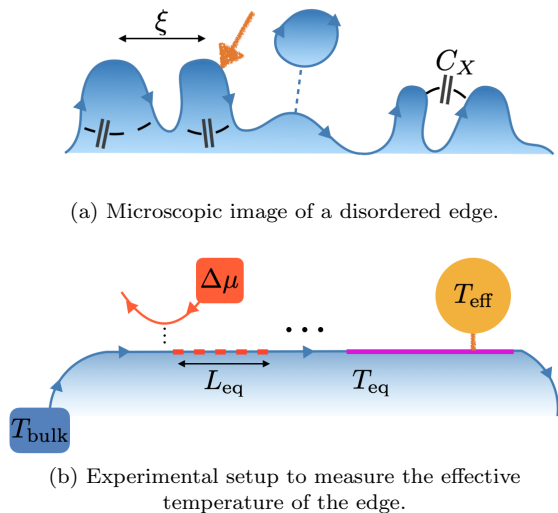 ξ
C_X
(a) Microscopic image of a disordered edge.
Δμ
T_eff
...
L_eq
T_eq
T_bulk
(b) Experimental setup to measure the effective
temperature of the edge.